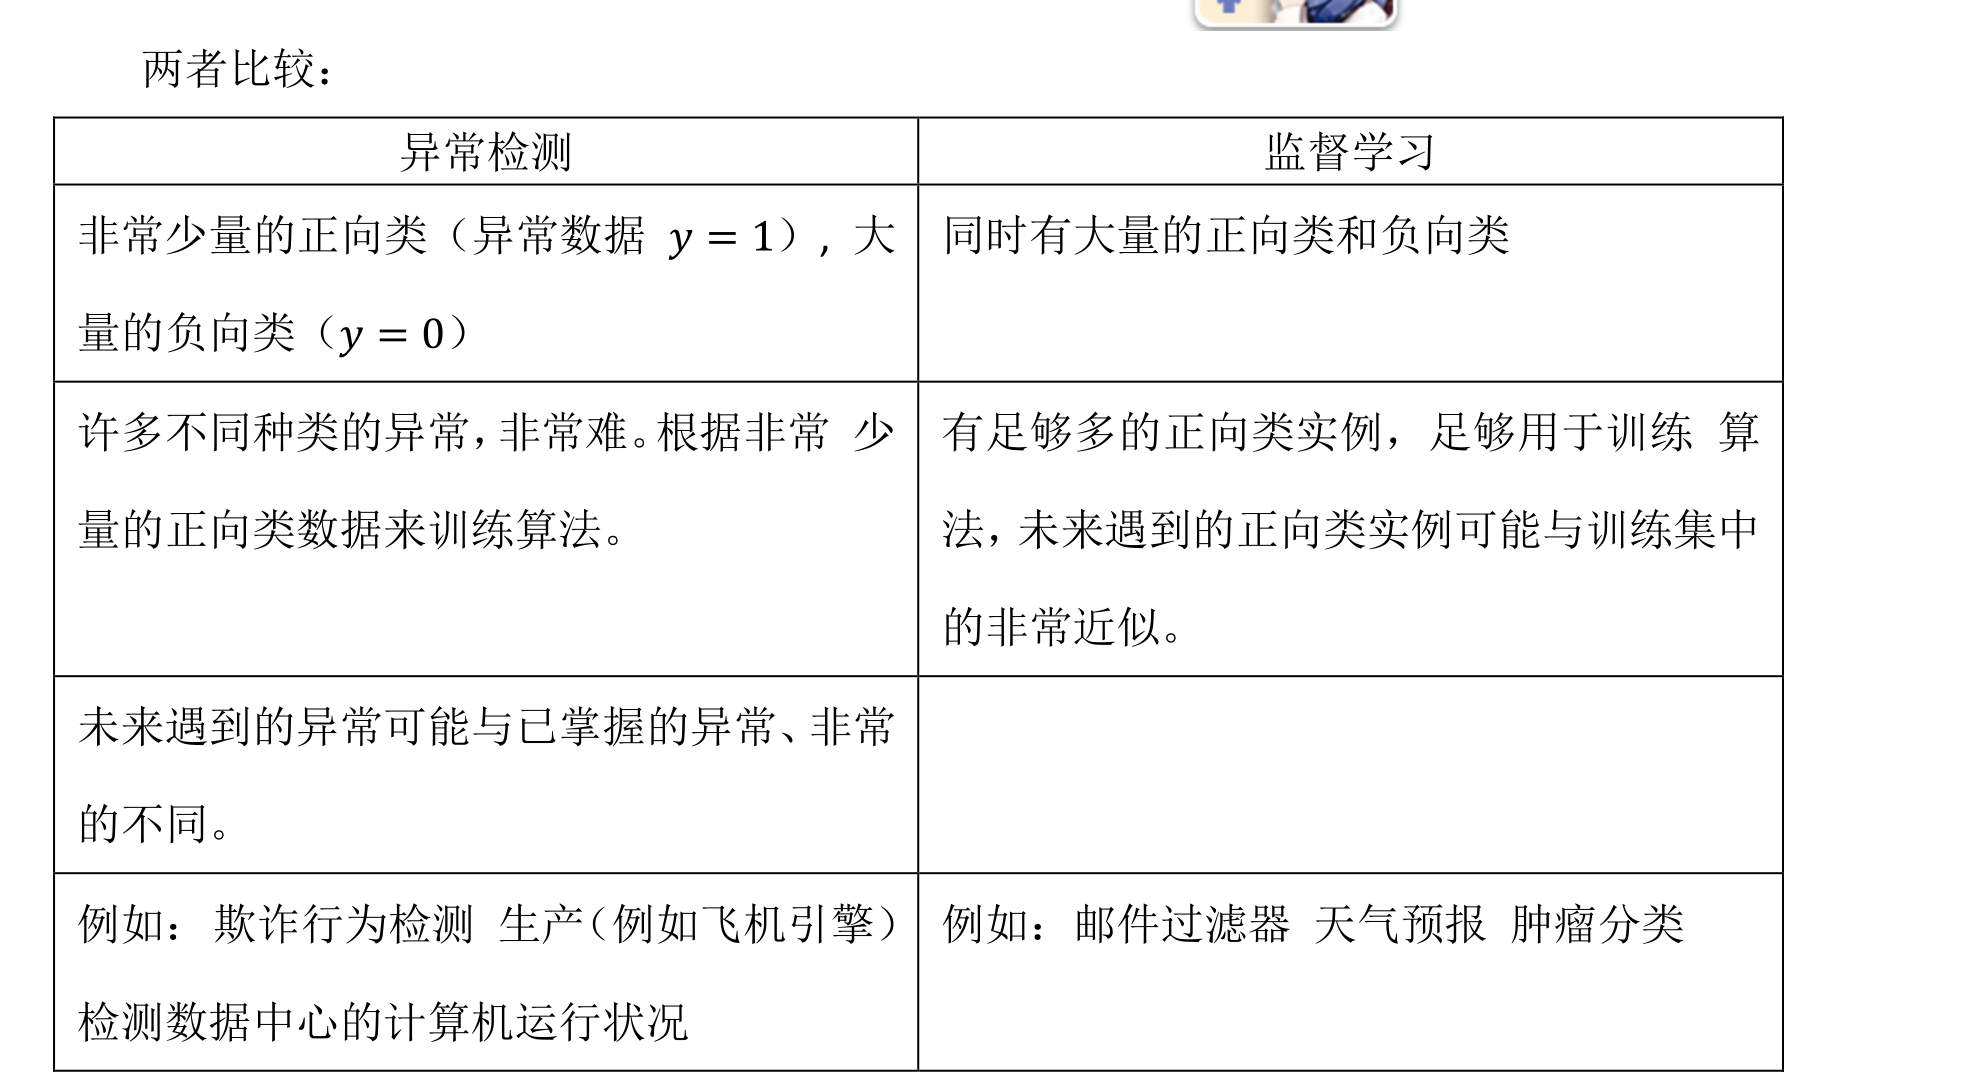 两者比较：
异常检测
监督学习
非常少量的正向类（异常数据 y = 1），大
量的负向类（y = 0）
同时有大量的正向类和负向类
许多不同种类的异常，非常难。根据非常 少
量的正向类数据来训练算法。
有足够多的正向类实例，足够用于训练 算
法，未来遇到的正向类实例可能与训练集中
的非常近似。
未来遇到的异常可能与已掌握的异常、非常
的不同。
例如： 欺诈行为检测 生产（例如飞机引擎）
检测数据中心的计算机运行状况
例如：邮件过滤器 天气预报 肿瘤分类